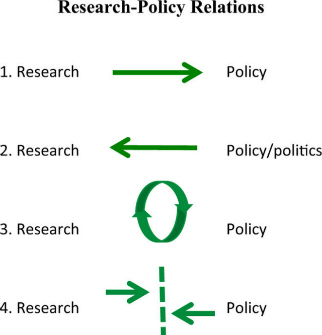 Research-Policy Relations
1. Research Policy
2. Research Policy/politics
3. Research Policy
4. Research Policy